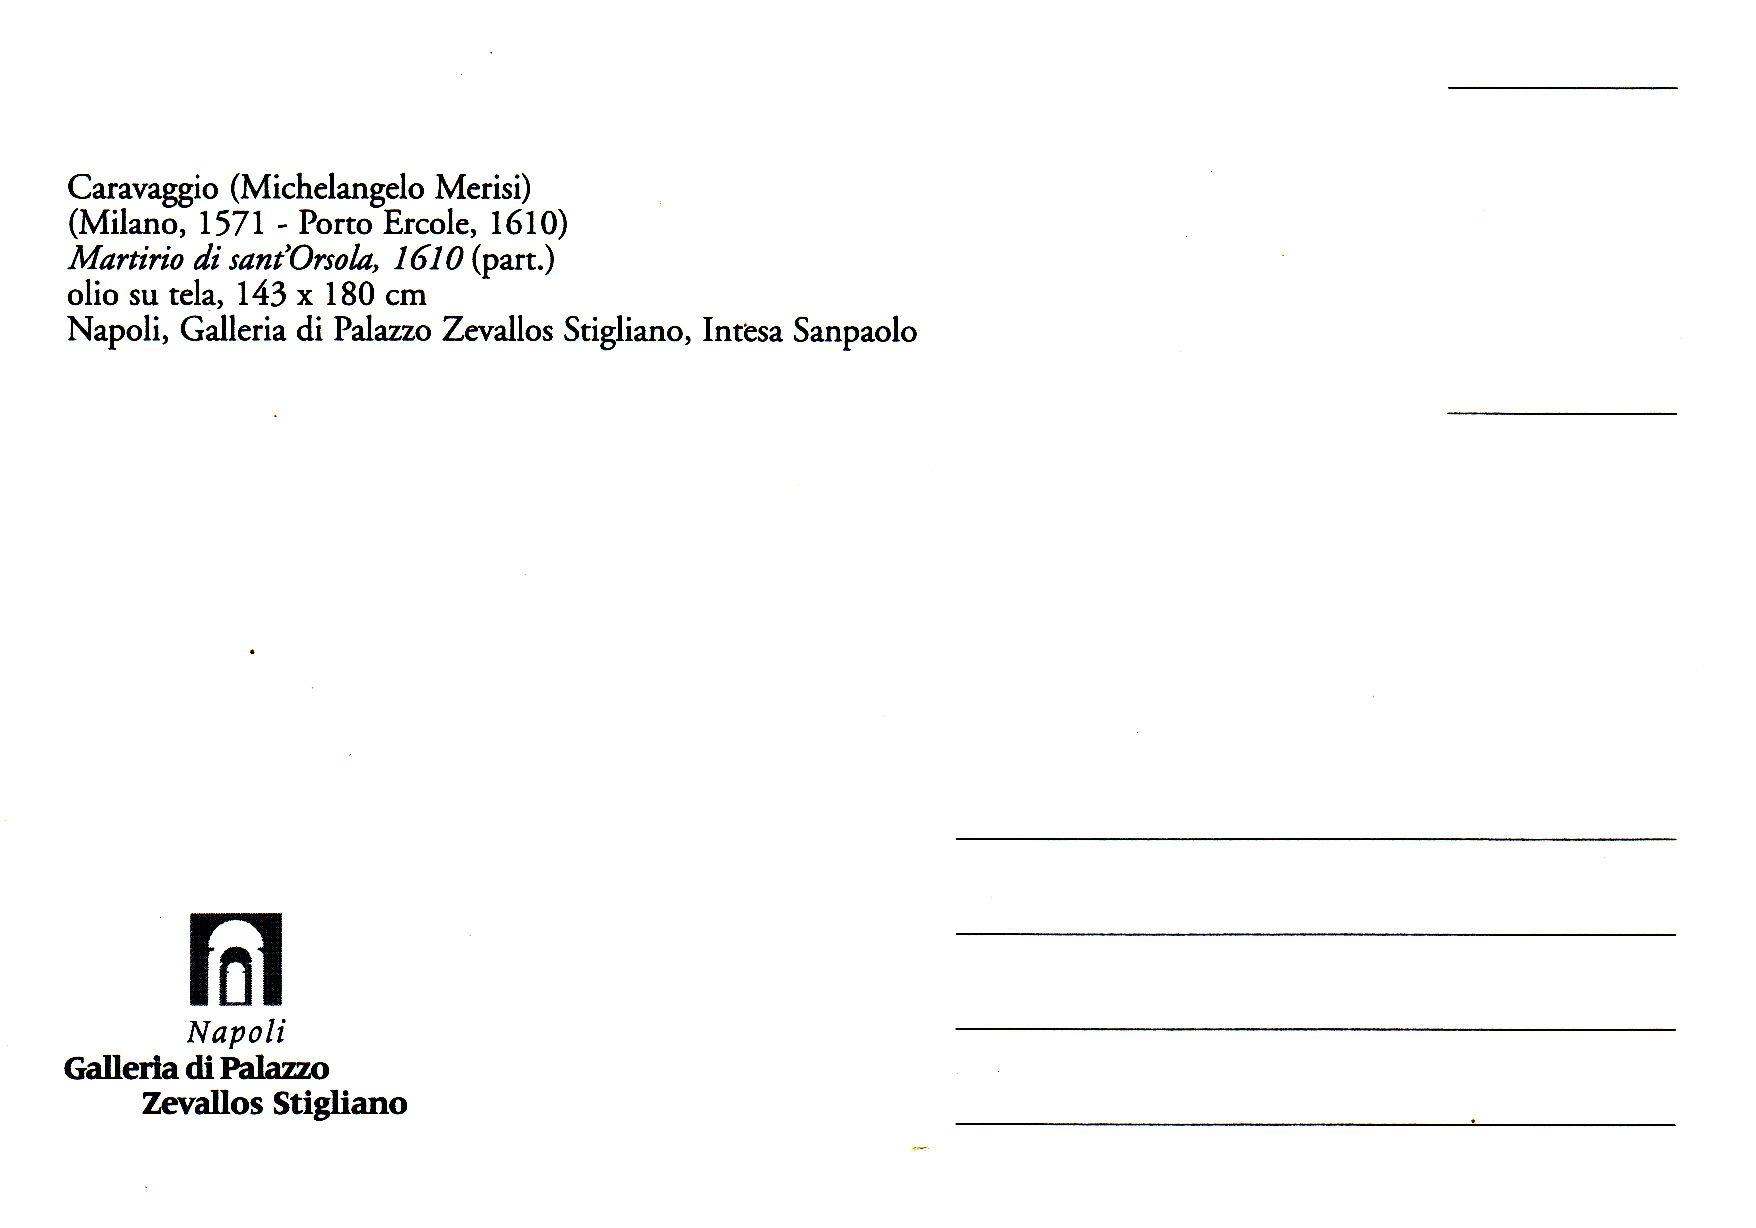 Caravaggio (Michelangelo Merisi)
(Milano, 1571 - Porto Ercole, 1610)
Martirio di sant'Orsola, 1610 (part.)
olio su tela, 143 x 180 cm
Napoli, Galleria di Palazzo Zevallos Stigliano, Intesa Sanpaolo
Napoli
Galleria di Palazzo
Zevallos Stigliano